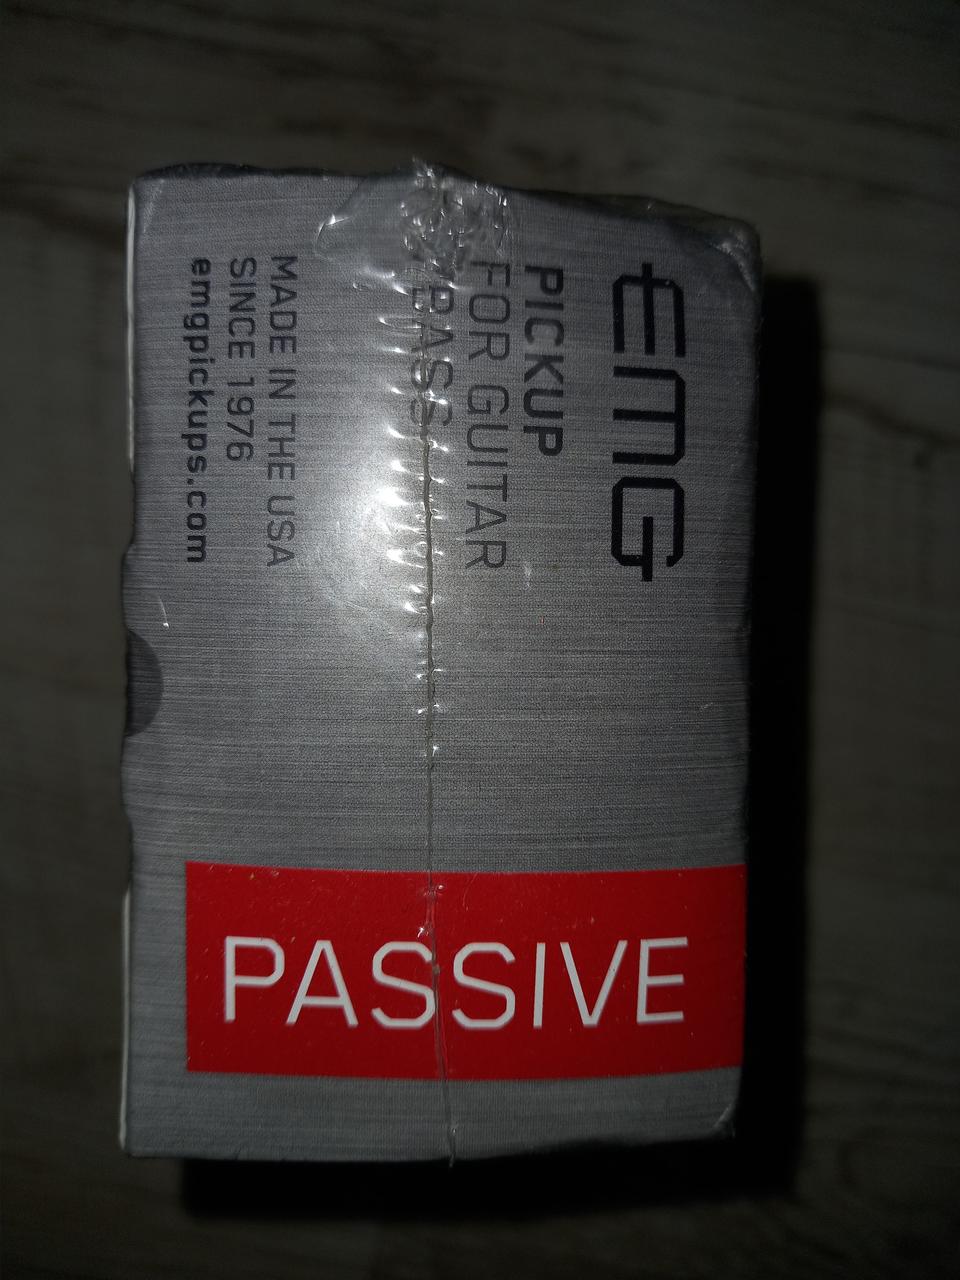 EMG
PICKUP
FOR GUITAR
BASS
MADE IN THE USA
SINCE 1976
emgpickups.com
PASSIVE